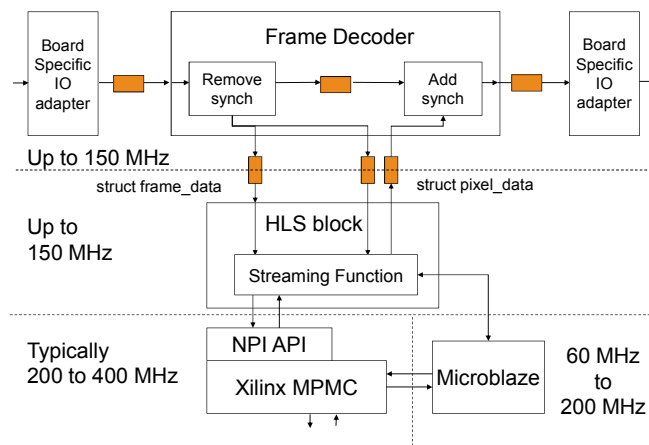 Board
Specific
IO
adapter
Frame Decoder
Remove
synch
Add
synch
Board
Specific
IO
adapter
Up to 150 MHz
struct frame_data
struct pixel_data
Up to
150 MHz
HLS block
Streaming Function
Typically
200 to 400 MHz
NPI API
Xilinx MPMC
Microblaze
60 MHz
to
200 MHz